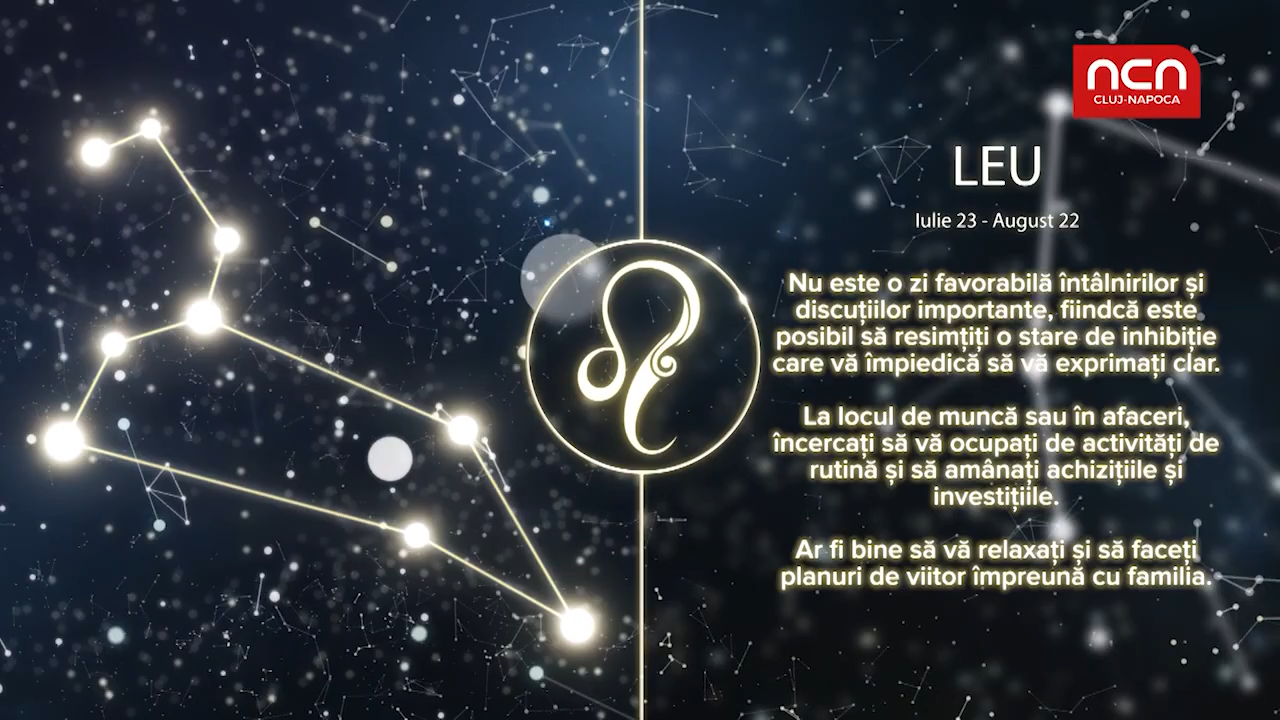 ncn
CLUJ-NAPOCA
LEU
Iulie 23 - August 22
Nu este o zi favorabilă întâlnirilor și
discuțiilor importante, fiindcă este
posibil să resimțiți o stare de inhibiție
care vă împiedică să vă exprimați clar.
La locul de muncă sau în afaceri,
încercați să vă ocupați de activități de
rutină și să amânați achizițiile și
investițiile.
Ar fi bine să vă relaxați și să faceți
planuri de viitor împreună cu familia.